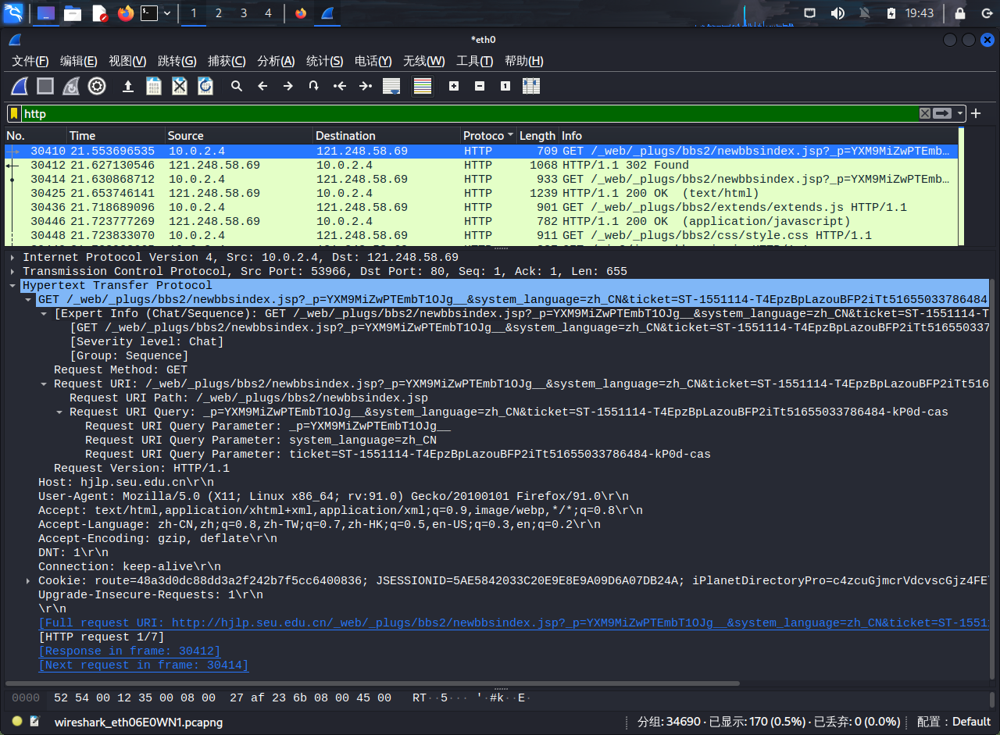 1 2 3 4 19:43
*eth0
文件(F) 编辑(E) 视图(V) 跳转(G) 捕获(C) 分析(A) 统计(S) 电话(Y) 无线(W) 工具(T) 帮助(H)
http
No. Time Source Destination Protoco Length Info
30410 21.553696535 10.0.2.4 121.248.58.69 HTTP 709 GET /_web/_plugs/bbs2/newbbsindex.jsp?_p=YXM9MiZwPTEmb…
30412 21.627130546 121.248.58.69 10.0.2.4 HTTP 1068 HTTP/1.1 302 Found
30414 21.630868712 10.0.2.4 121.248.58.69 HTTP 933 GET /_web/_plugs/bbs2/newbbsindex.jsp?_p=YXM9MiZwPTEmb…
30425 21.653746141 121.248.58.69 10.0.2.4 HTTP 1239 HTTP/1.1 200 OK (text/html)
30436 21.718689096 10.0.2.4 121.248.58.69 HTTP 901 GET /_web/_plugs/bbs2/extends/extends.js HTTP/1.1
30446 21.723777269 121.248.58.69 10.0.2.4 HTTP 782 HTTP/1.1 200 OK (application/javascript)
30448 21.723833070 10.0.2.4 121.248.58.69 HTTP 911 GET /_web/_plugs/bbs2/css/style.css HTTP/1.1
Internet Protocol Version 4, Src: 10.0.2.4, Dst: 121.248.58.69
Transmission Control Protocol, Src Port: 53966, Dst Port: 80, Seq: 1, Ack: 1, Len: 655
Hypertext Transfer Protocol
GET /_web/_plugs/bbs2/newbbsindex.jsp?_p=YXM9MiZwPTEmbT1OJg__&system_language=zh_CN&ticket=ST-1551114-T4EpzBpLazouBFP2iTt51655033786484
[Expert Info (Chat/Sequence): GET /_web/_plugs/bbs2/newbbsindex.jsp?_p=YXM9MiZwPTEmbT1OJg__&system_language=zh_CN&ticket=ST-1551114-T
[GET /_web/_plugs/bbs2/newbbsindex.jsp?_p=YXM9MiZwPTEmbT1OJg__&system_language=zh_CN&ticket=ST-1551114-T4EpzBpLazouBFP2iTt516550337
[Severity level: Chat]
[Group: Sequence]
Request Method: GET
Request URI: /_web/_plugs/bbs2/newbbsindex.jsp?_p=YXM9MiZwPTEmbT1OJg__&system_language=zh_CN&ticket=ST-1551114-T4EpzBpLazouBFP2iTt516
Request URI Path: /_web/_plugs/bbs2/newbbsindex.jsp
Request URI Query: _p=YXM9MiZwPTEmbT1OJg__&system_language=zh_CN&ticket=ST-1551114-T4EpzBpLazouBFP2iTt51655033786484-kP0d-cas
Request URI Query Parameter: _p=YXM9MiZwPTEmbT1OJg__
Request URI Query Parameter: system_language=zh_CN
Request URI Query Parameter: ticket=ST-1551114-T4EpzBpLazouBFP2iTt51655033786484-kP0d-cas
Request Version: HTTP/1.1
Host: hjlp.seu.edu.cn\r\n
User-Agent: Mozilla/5.0 (X11; Linux x86_64; rv:91.0) Gecko/20100101 Firefox/91.0\r\n
Accept: text/html,application/xhtml+xml,application/xml;q=0.9,image/webp,*/*;q=0.8\r\n
Accept-Language: zh-CN,zh;q=0.8,zh-TW;q=0.7,zh-HK;q=0.5,en-US;q=0.3,en;q=0.2\r\n
Accept-Encoding: gzip, deflate\r\n
DNT: 1\r\n
Connection: keep-alive\r\n
Cookie: route=48a3d0dc88dd3a2f242b7f5cc6400836; JSESSIONID=5AE5842033C20E9E8E9A09D6A07DB24A; iPlanetDirectoryPro=c4zcuGjmcrVdcvscGjz4FE
Upgrade-Insecure-Requests: 1\r\n
\r\n
[Full request URI: http://hjlp.seu.edu.cn/_web/_plugs/bbs2/newbbsindex.jsp?_p=YXM9MiZwPTEmbT1OJg__&system_language=zh_CN&ticket=ST-1551
[HTTP request 1/7]
[Response in frame: 30412]
[Next request in frame: 30414]
0000 52 54 00 12 35 00 08 00 27 af 23 6b 08 00 45 00 RT··5··· '·#k··E·
wireshark_eth06E0WN1.pcapng 分组: 34690 · 已显示: 170 (0.5%) · 已丢弃: 0 (0.0%) 配置：Default